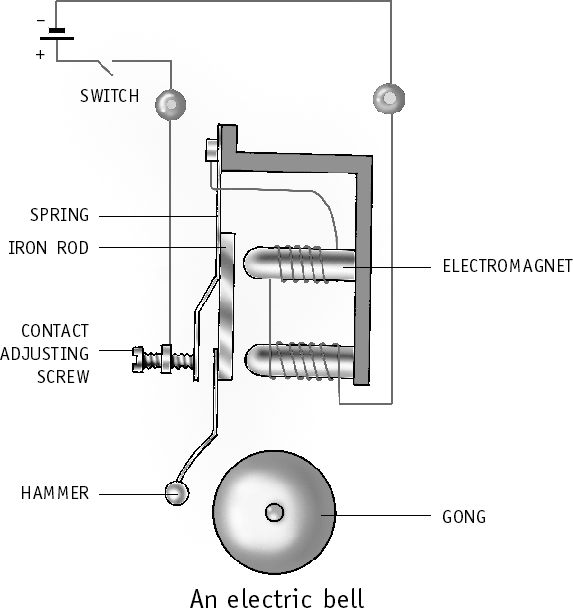 –
+
SWITCH
SPRING
IRON ROD
ELECTROMAGNET
CONTACT
ADJUSTING
SCREW
HAMMER
GONG
An electric bell